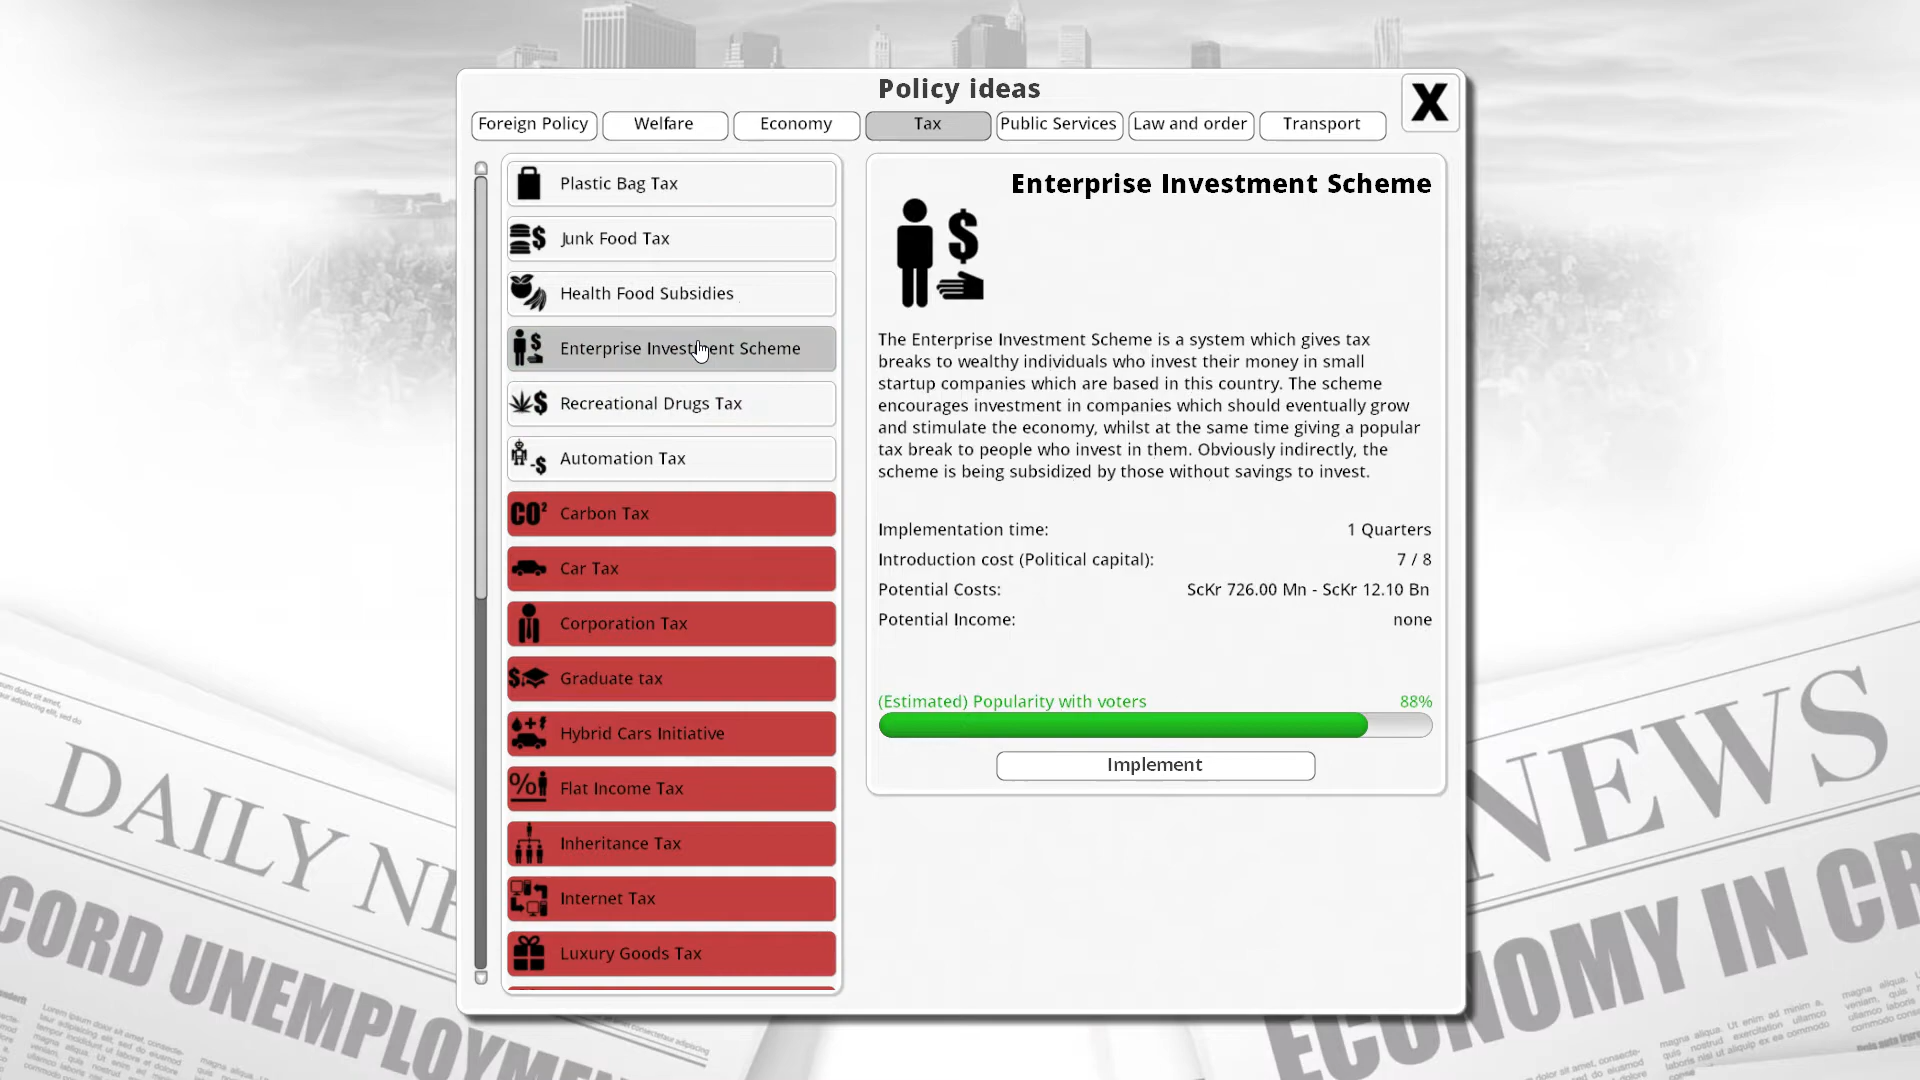 Policy ideas
X
Foreign Policy
Welfare
Economy
Tax
Public Services
Law and order
Transport
Plastic Bag Tax
Junk Food Tax
Health Food Subsidies
Enterprise Investment Scheme
Recreational Drugs Tax
Automation Tax
CO² Carbon Tax
Car Tax
Corporation Tax
Graduate tax
Hybrid Cars Initiative
Flat Income Tax
Inheritance Tax
Internet Tax
Luxury Goods Tax
Enterprise Investment Scheme
The Enterprise Investment Scheme is a system which gives tax
breaks to wealthy individuals who invest their money in small
startup companies which are based in this country. The scheme
encourages investment in companies which should eventually grow
and stimulate the economy, whilst at the same time giving a popular
tax break to people who invest in them. Obviously indirectly, the
scheme is being subsidized by those without savings to invest.
Implementation time: 1 Quarters
Introduction cost (Political capital): 7 / 8
Potential Costs: ScKr 726.00 Mn - ScKr 12.10 Bn
Potential Income: none
(Estimated) Popularity with voters 88%
Implement
DAILY NE
CORD UNEMPLOYME
NEWS
ECONOMY IN CR